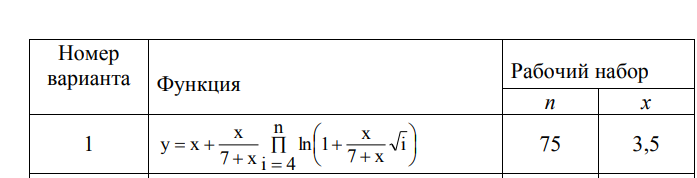 Номер варианта Функция Рабочий набор
n x
1 y = x + x/(7 + x) ∏_{i = 4}^{n} ln(1 + x/(7 + x) √i) 75 3,5